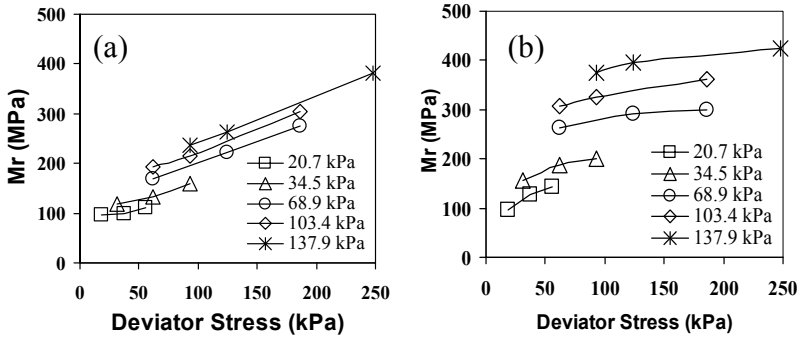 (a)
Mr (MPa)
500
400
300
200
100
0
0 50 100 150 200 250
Deviator Stress (kPa)
20.7 kPa
34.5 kPa
68.9 kPa
103.4 kPa
137.9 kPa
(b)
Mr (MPa)
500
400
300
200
100
0
0 50 100 150 200 250
Deviator Stress (kPa)
20.7 kPa
34.5 kPa
68.9 kPa
103.4 kPa
137.9 kPa